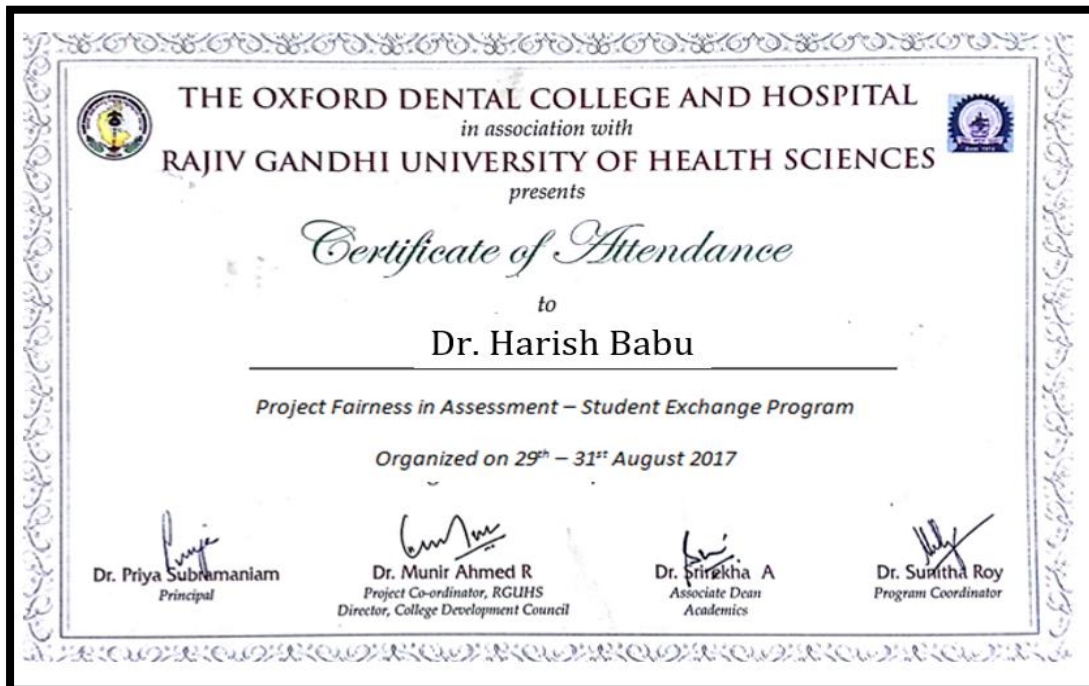 THE OXFORD DENTAL COLLEGE AND HOSPITAL
in association with
RAJIV GANDHI UNIVERSITY OF HEALTH SCIENCES
presents
Certificate of Attendance
to
Dr. Harish Babu
Project Fairness in Assessment – Student Exchange Program
Organized on 29th – 31st August 2017
Dr. Priya Subramaniam
Principal
Dr. Munir Ahmed R
Project Co-ordinator, RGUHS
Director, College Development Council
Dr. Srirekha A
Associate Dean
Academics
Dr. Sunitha Roy
Program Coordinator